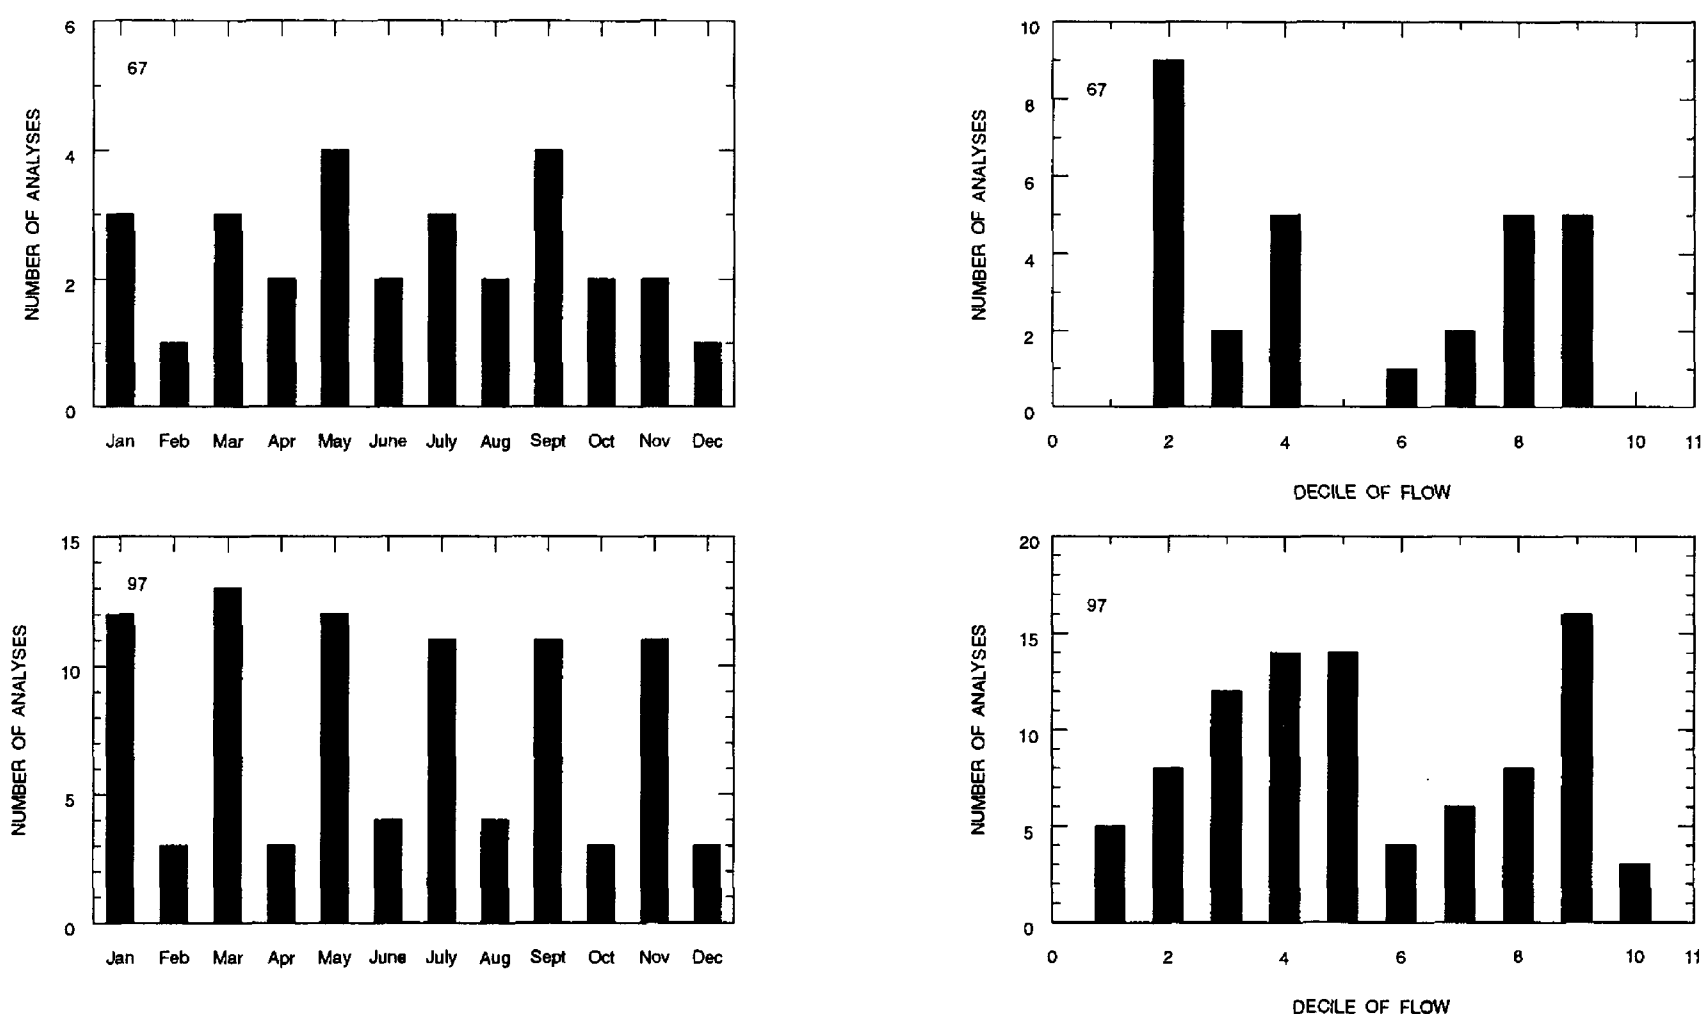 6
4
2
0
67
NUMBER OF ANALYSES
Jan Feb Mar Apr May June July Aug Sept Oct Nov Dec
10
8
6
4
2
0
67
NUMBER OF ANALYSES
0 2 4 6 8 10 11
DECILE OF FLOW
15
10
5
0
97
NUMBER OF ANALYSES
Jan Feb Mar Apr May June July Aug Sept Oct Nov Dec
20
15
10
5
0
97
NUMBER OF ANALYSES
0 2 4 6 8 10 11
DECILE OF FLOW